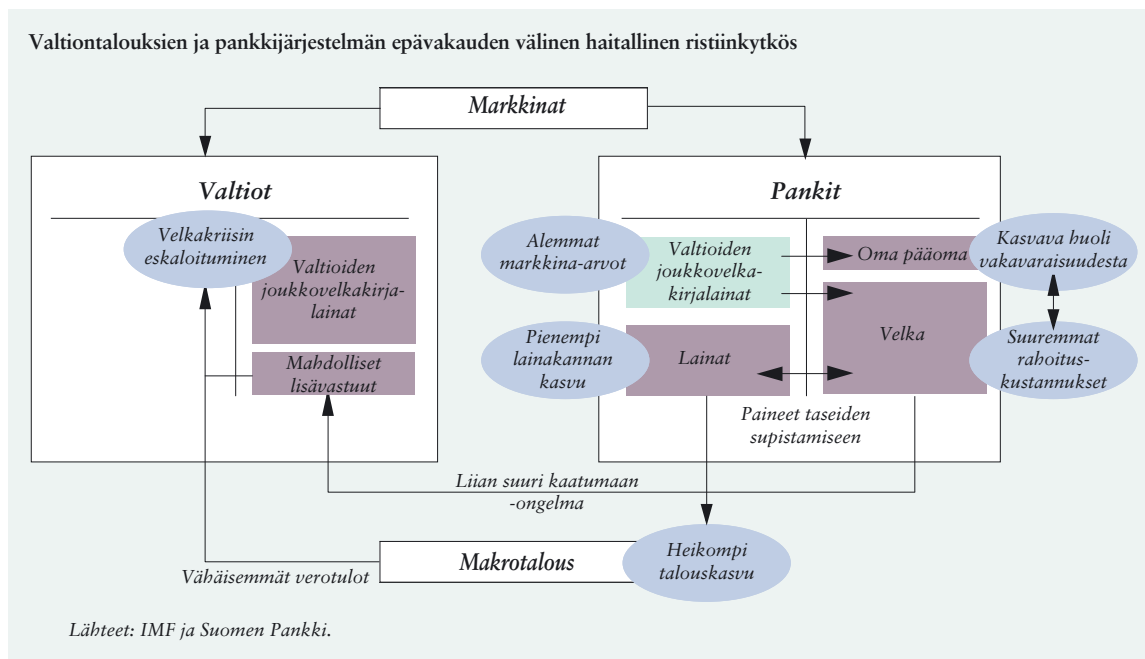 Valtiontalouksien ja pankkijärjestelmän epävakauden välinen haitallinen ristiinkytkös
Markkinat
Valtiot
Velkakriisin
eskaloituminen
Valtioiden
joukkovelkakirja-
lainat
Mahdolliset
lisävastuut
Pankit
Alemmat
markkina-arvot
Valtioiden
joukkovelka-
kirjalainat
Oma pääoma
Kasvava huoli
vakavaraisuudesta
Pienempi
lainakannan
kasvu
Lainat
Velka
Suuremmat
rahoitus-
kustannukset
Paineet taseiden
supistamiseen
Liian suuri kaatumaan
-ongelma
Makrotalous
Heikompi
talouskasvu
Vähäisemmät verotulot
Lähteet: IMF ja Suomen Pankki.